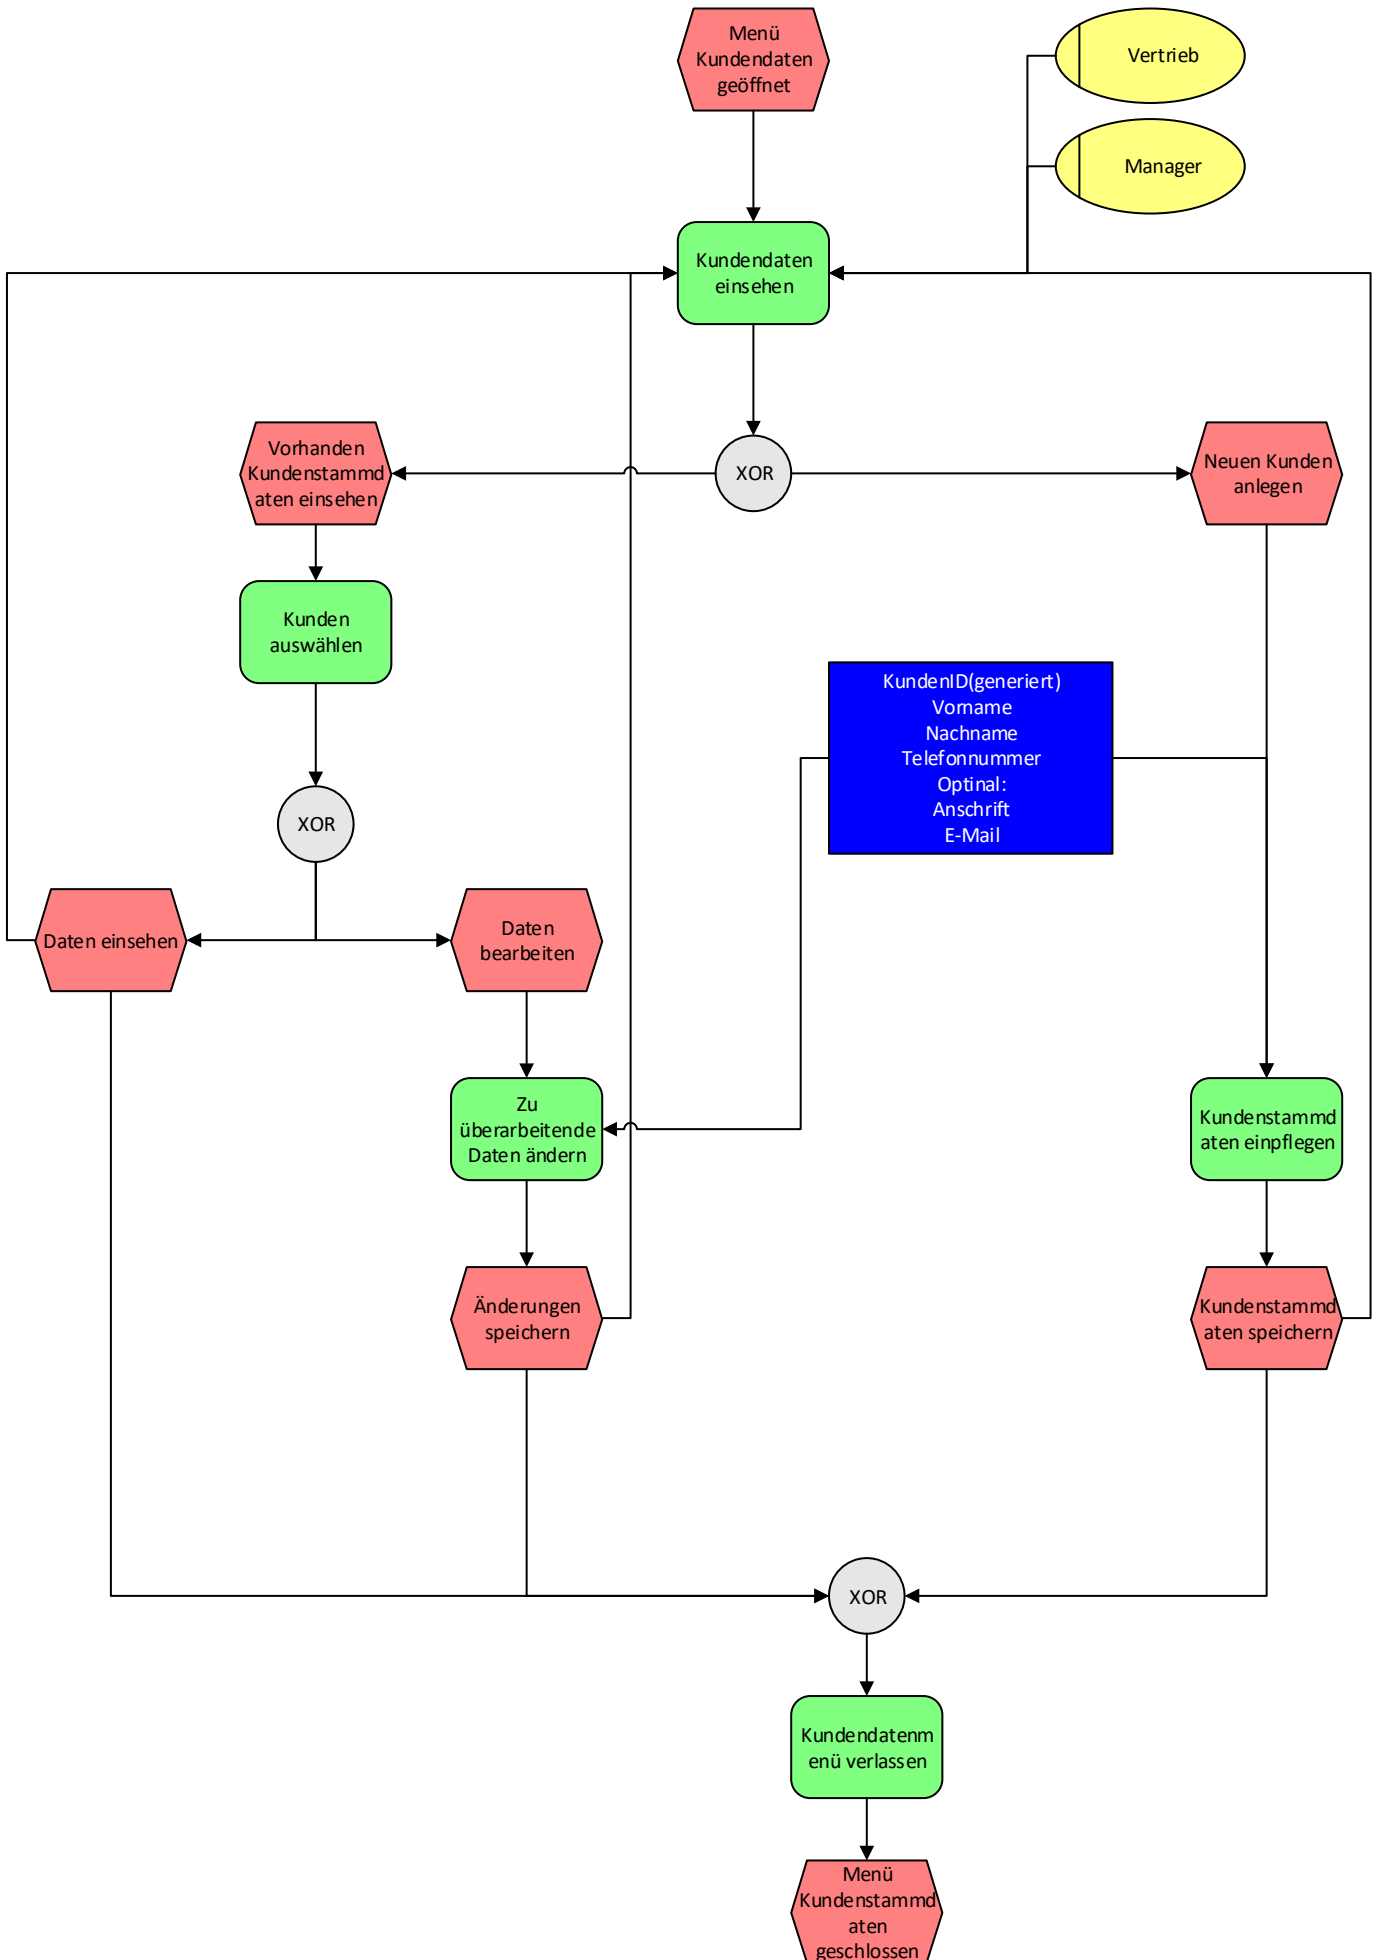 Menü
Kundendaten
geöffnet
Vertrieb
Manager
Kundendaten
einsehen
Vorhanden
Kundenstammd
aten einsehen
XOR
Neuen Kunden
anlegen
Kunden
auswählen
KundenID(generiert)
Vorname
Nachname
Telefonnummer
Optinal:
Anschrift
E-Mail
XOR
Daten einsehen
Daten
bearbeiten
Zu
überarbeitende
Daten ändern
Kundenstammd
aten einpflegen
Änderungen
speichern
Kundenstammd
aten speichern
XOR
Kundendatenm
enü verlassen
Menü
Kundenstammd
aten
geschlossen